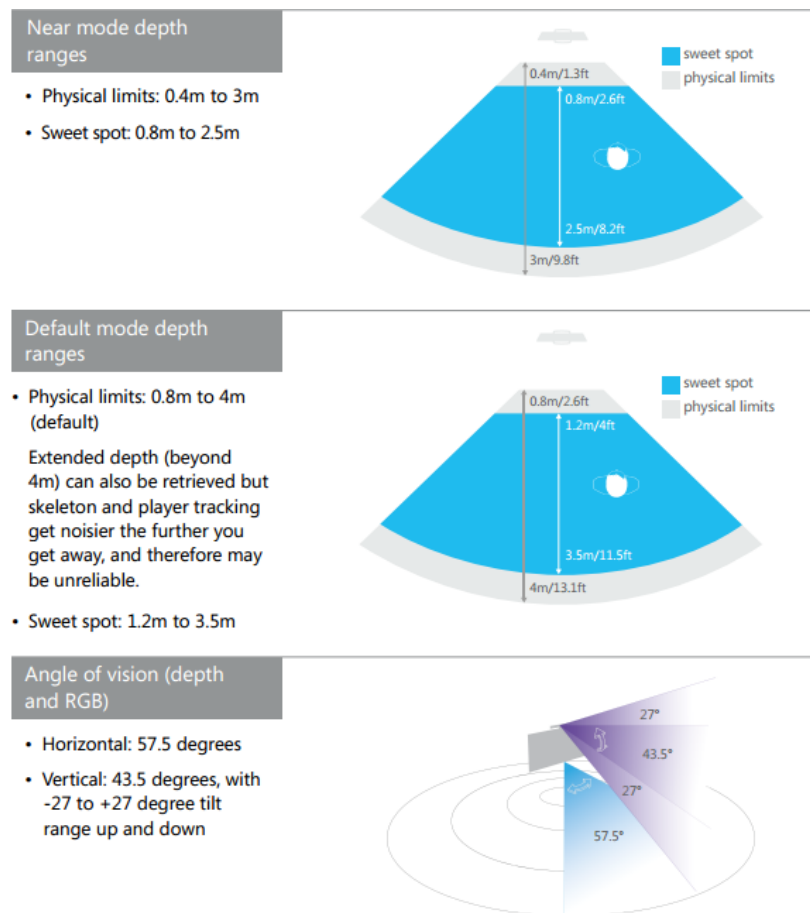 Near mode depth
ranges
• Physical limits: 0.4m to 3m
• Sweet spot: 0.8m to 2.5m
0.4m/1.3ft
0.8m/2.6ft
2.5m/8.2ft
3m/9.8ft
sweet spot
physical limits
Default mode depth
ranges
• Physical limits: 0.8m to 4m
(default)
Extended depth (beyond
4m) can also be retrieved but
skeleton and player tracking
get noisier the further you
get away, and therefore may
be unreliable.
• Sweet spot: 1.2m to 3.5m
0.8m/2.6ft
1.2m/4ft
3.5m/11.5ft
4m/13.1ft
sweet spot
physical limits
Angle of vision (depth
and RGB)
• Horizontal: 57.5 degrees
• Vertical: 43.5 degrees, with
-27 to +27 degree tilt
range up and down
27°
43.5°
27°
57.5°